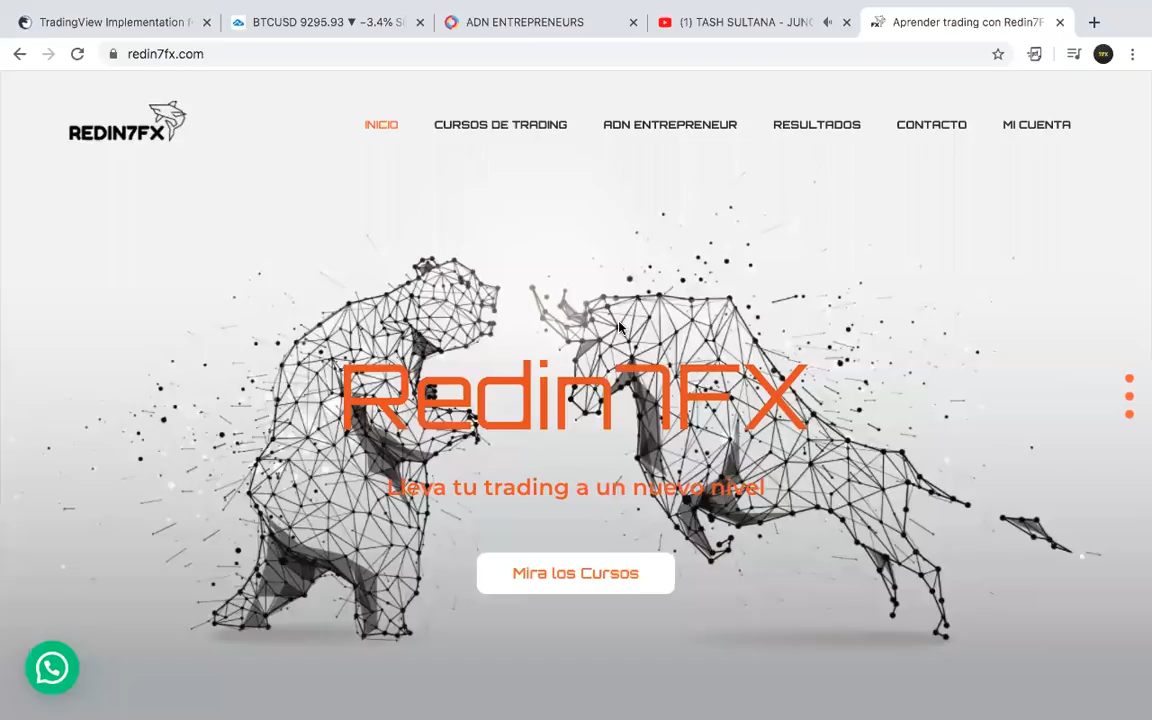 TradingView Implementation f
BTCUSD 9295.93 ▼ −3.4% S
ADN ENTREPRENEURS
(1) TASH SULTANA - JUNG
Aprender trading con Redin7F
redin7fx.com
REDIN7FX
INICIO
CURSOS DE TRADING
ADN ENTREPRENEUR
RESULTADOS
CONTACTO
MI CUENTA
Redin7FX
Lleva tu trading a un nuevo nivel
Mira los Cursos